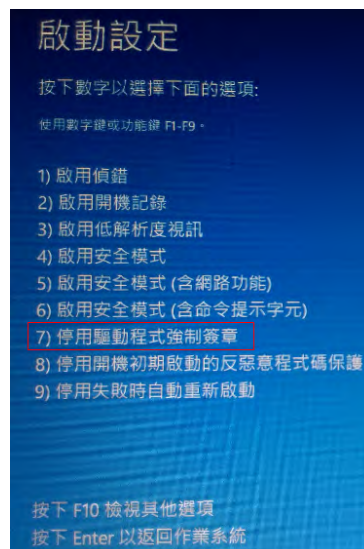 啟動設定
按下數字以選擇下面的選項:
使用數字鍵或功能鍵 F1-F9。
1) 啟用偵錯
2) 啟用開機記錄
3) 啟用低解析度視訊
4) 啟用安全模式
5) 啟用安全模式 (含網路功能)
6) 啟用安全模式 (含命令提示字元)
7) 停用驅動程式強制簽章
8) 停用開機初期啟動的反惡意程式碼保護
9) 停用失敗時自動重新啟動
按下 F10 檢視其他選項
按下 Enter 以返回作業系統